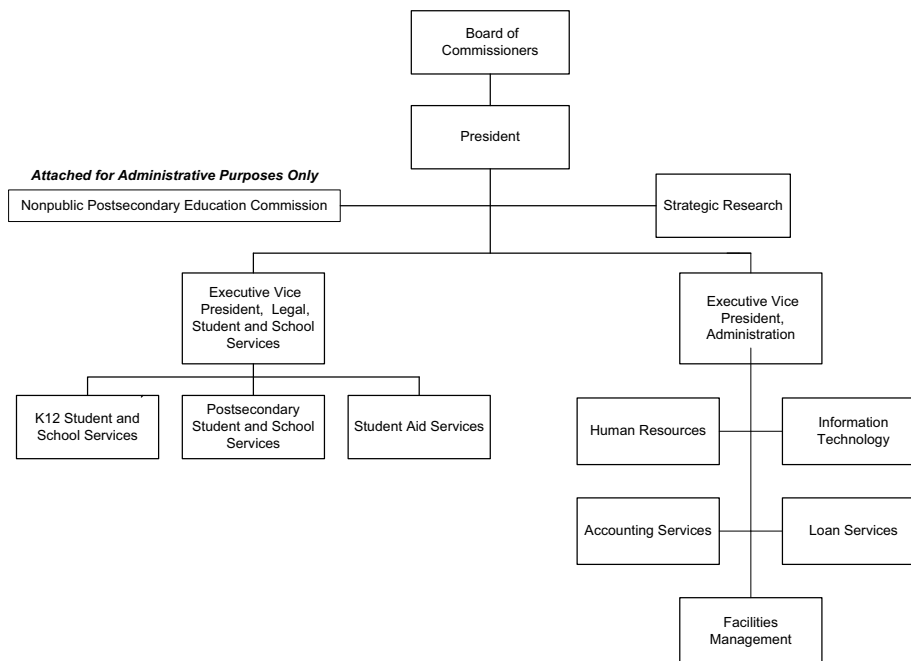 Board of
Commissioners
President
Attached for Administrative Purposes Only
Nonpublic Postsecondary Education Commission
Strategic Research
Executive Vice
President, Legal,
Student and School
Services
Executive Vice
President,
Administration
K12 Student and
School Services
Postsecondary
Student and School
Services
Student Aid Services
Human Resources
Information
Technology
Accounting Services
Loan Services
Facilities
Management